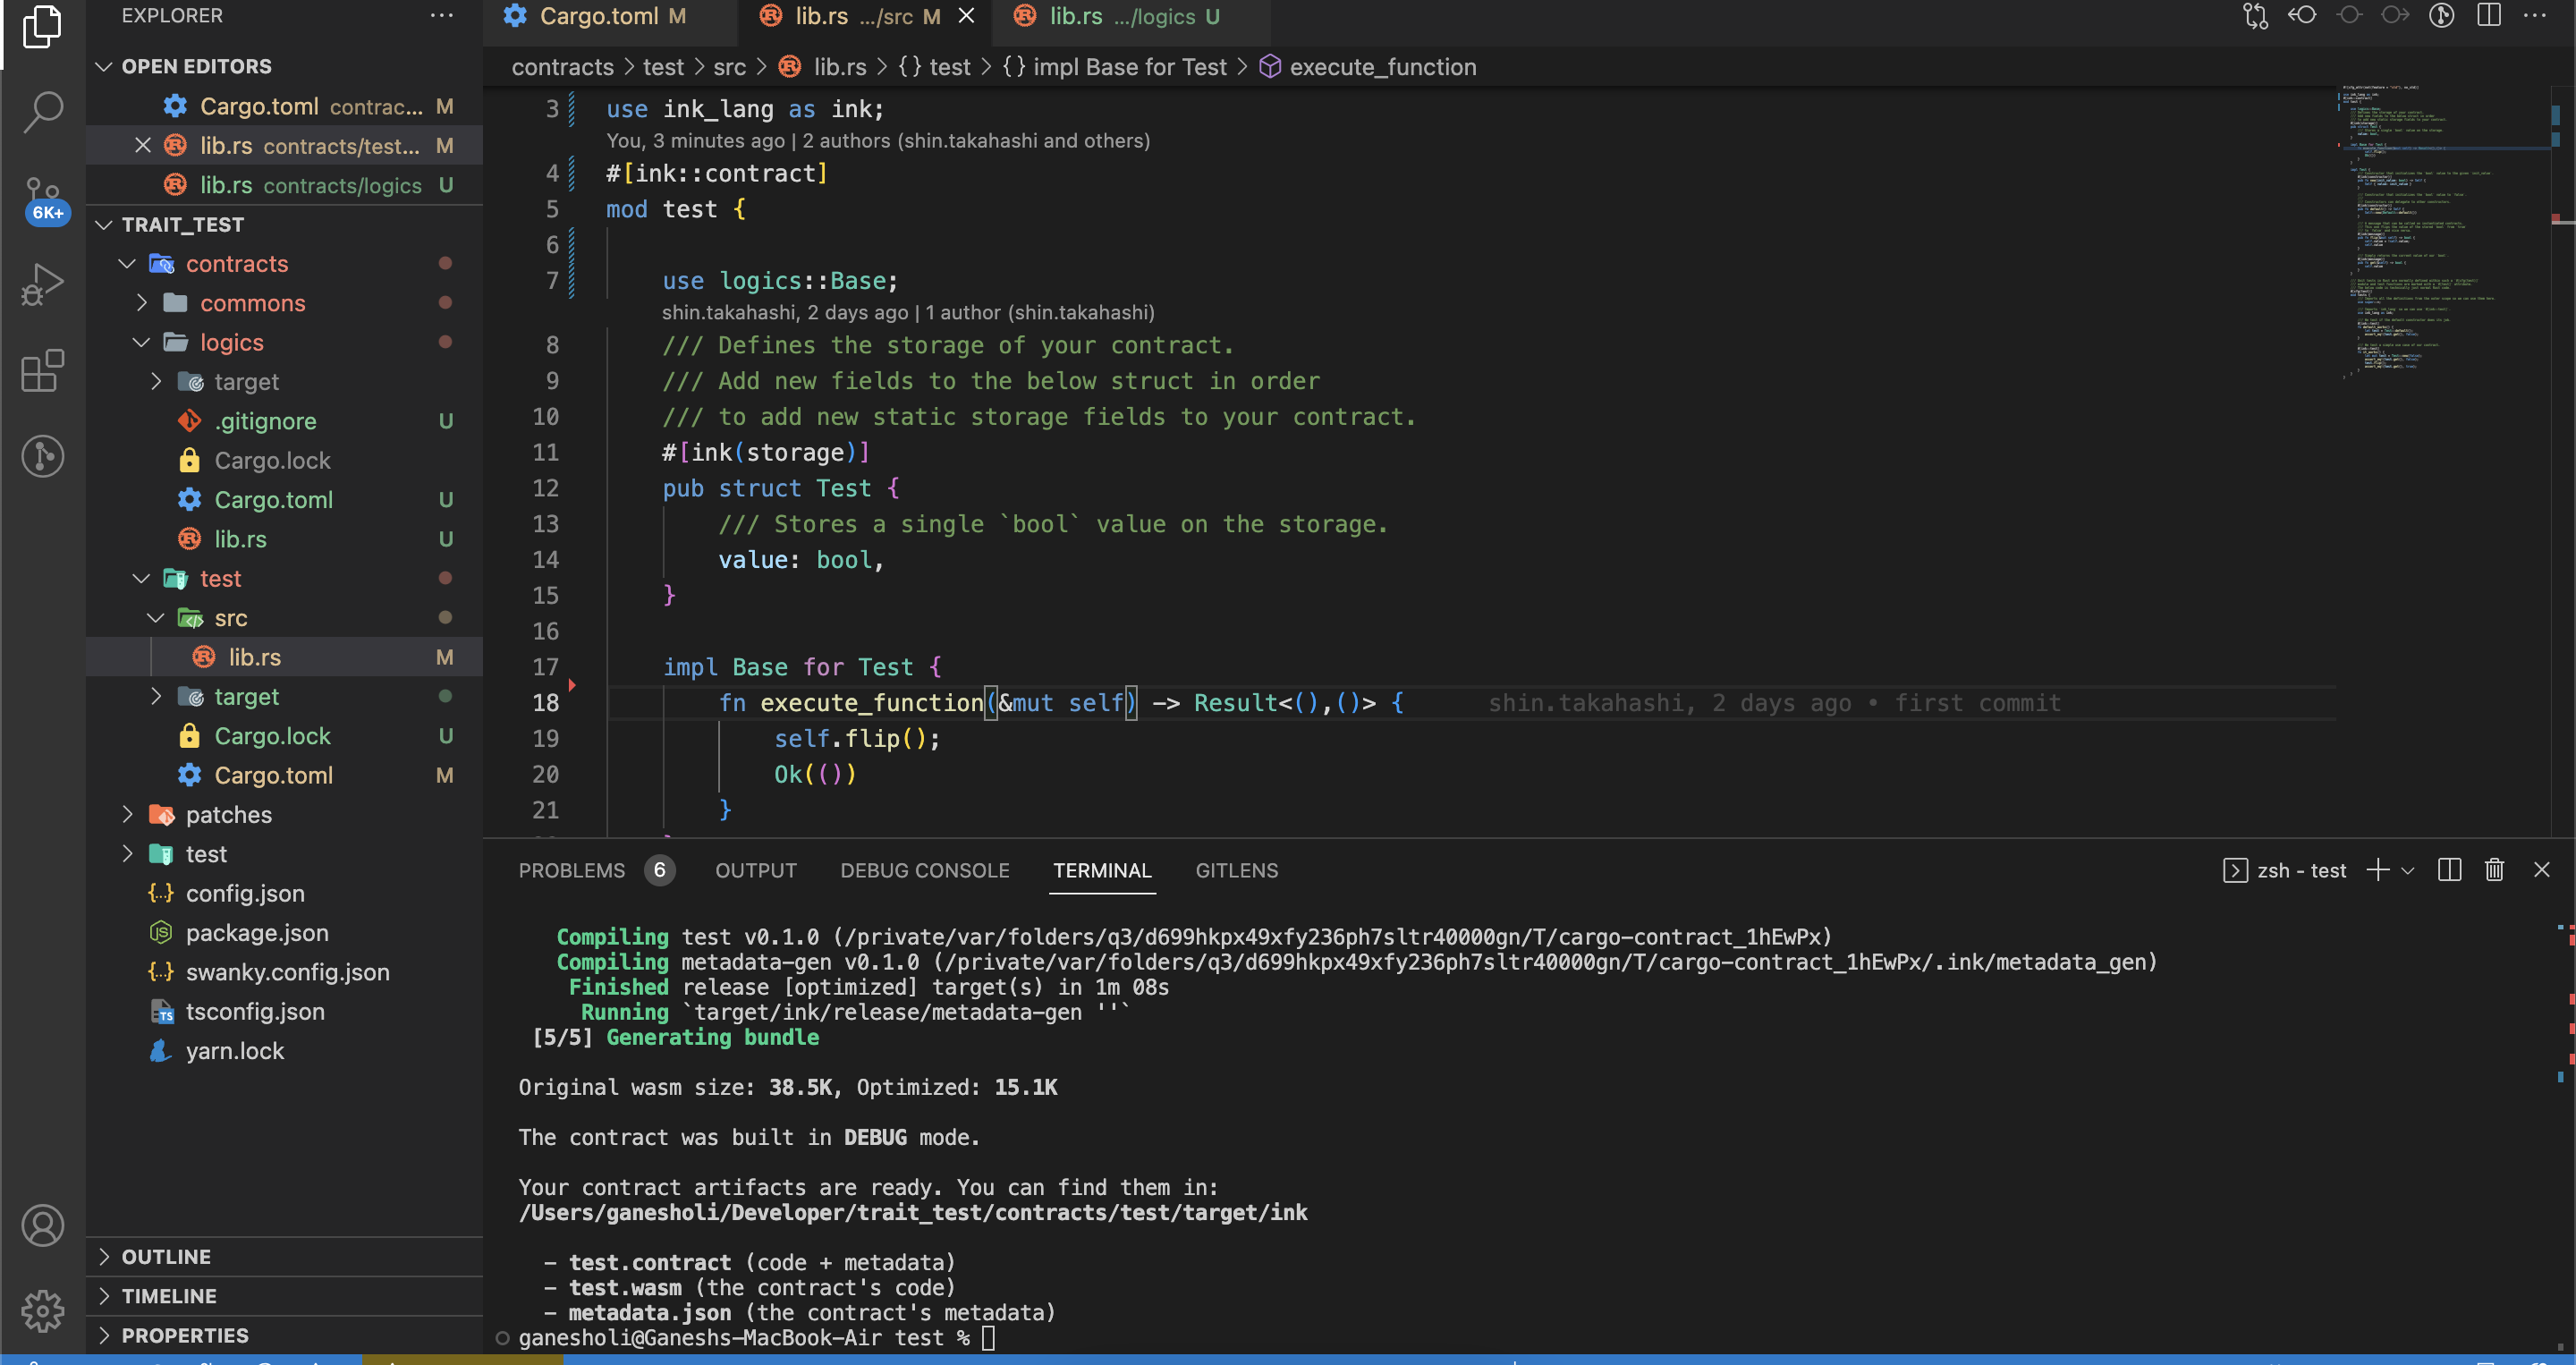 EXPLORER
OPEN EDITORS
Cargo.toml contrac... M
lib.rs contracts/test... M
lib.rs contracts/logics U
6K+
TRAIT_TEST
contracts
commons
logics
target
.gitignore U
Cargo.lock
Cargo.toml U
lib.rs U
test
src
lib.rs M
target
Cargo.lock U
Cargo.toml M
patches
test
config.json
package.json
swanky.config.json
tsconfig.json
yarn.lock
OUTLINE
TIMELINE
PROPERTIES
Cargo.toml M
lib.rs .../src M
lib.rs .../logics U
contracts > test > src > lib.rs > {} test > {} impl Base for Test > execute_function
3 use ink_lang as ink;
You, 3 minutes ago | 2 authors (shin.takahashi and others)
4 #[ink::contract]
5 mod test {
6
7 use logics::Base;
shin.takahashi, 2 days ago | 1 author (shin.takahashi)
8 /// Defines the storage of your contract.
9 /// Add new fields to the below struct in order
10 /// to add new static storage fields to your contract.
11 #[ink(storage)]
12 pub struct Test {
13 /// Stores a single `bool` value on the storage.
14 value: bool,
15 }
16
17 impl Base for Test {
18 fn execute_function(&mut self) -> Result<(),()> { shin.takahashi, 2 days ago • first commit
19 self.flip();
20 Ok(())
21 }
PROBLEMS 6 OUTPUT DEBUG CONSOLE TERMINAL GITLENS
zsh - test
Compiling test v0.1.0 (/private/var/folders/q3/d699hkpx49xfy236ph7sltr40000gn/T/cargo-contract_1hEwPx)
Compiling metadata-gen v0.1.0 (/private/var/folders/q3/d699hkpx49xfy236ph7sltr40000gn/T/cargo-contract_1hEwPx/.ink/metadata_gen)
Finished release [optimized] target(s) in 1m 08s
Running `target/ink/release/metadata-gen ''`
[5/5] Generating bundle
Original wasm size: 38.5K, Optimized: 15.1K
The contract was built in DEBUG mode.
Your contract artifacts are ready. You can find them in:
/Users/ganesholi/Developer/trait_test/contracts/test/target/ink
- test.contract (code + metadata)
- test.wasm (the contract's code)
- metadata.json (the contract's metadata)
ganesholi@Ganeshs-MacBook-Air test %